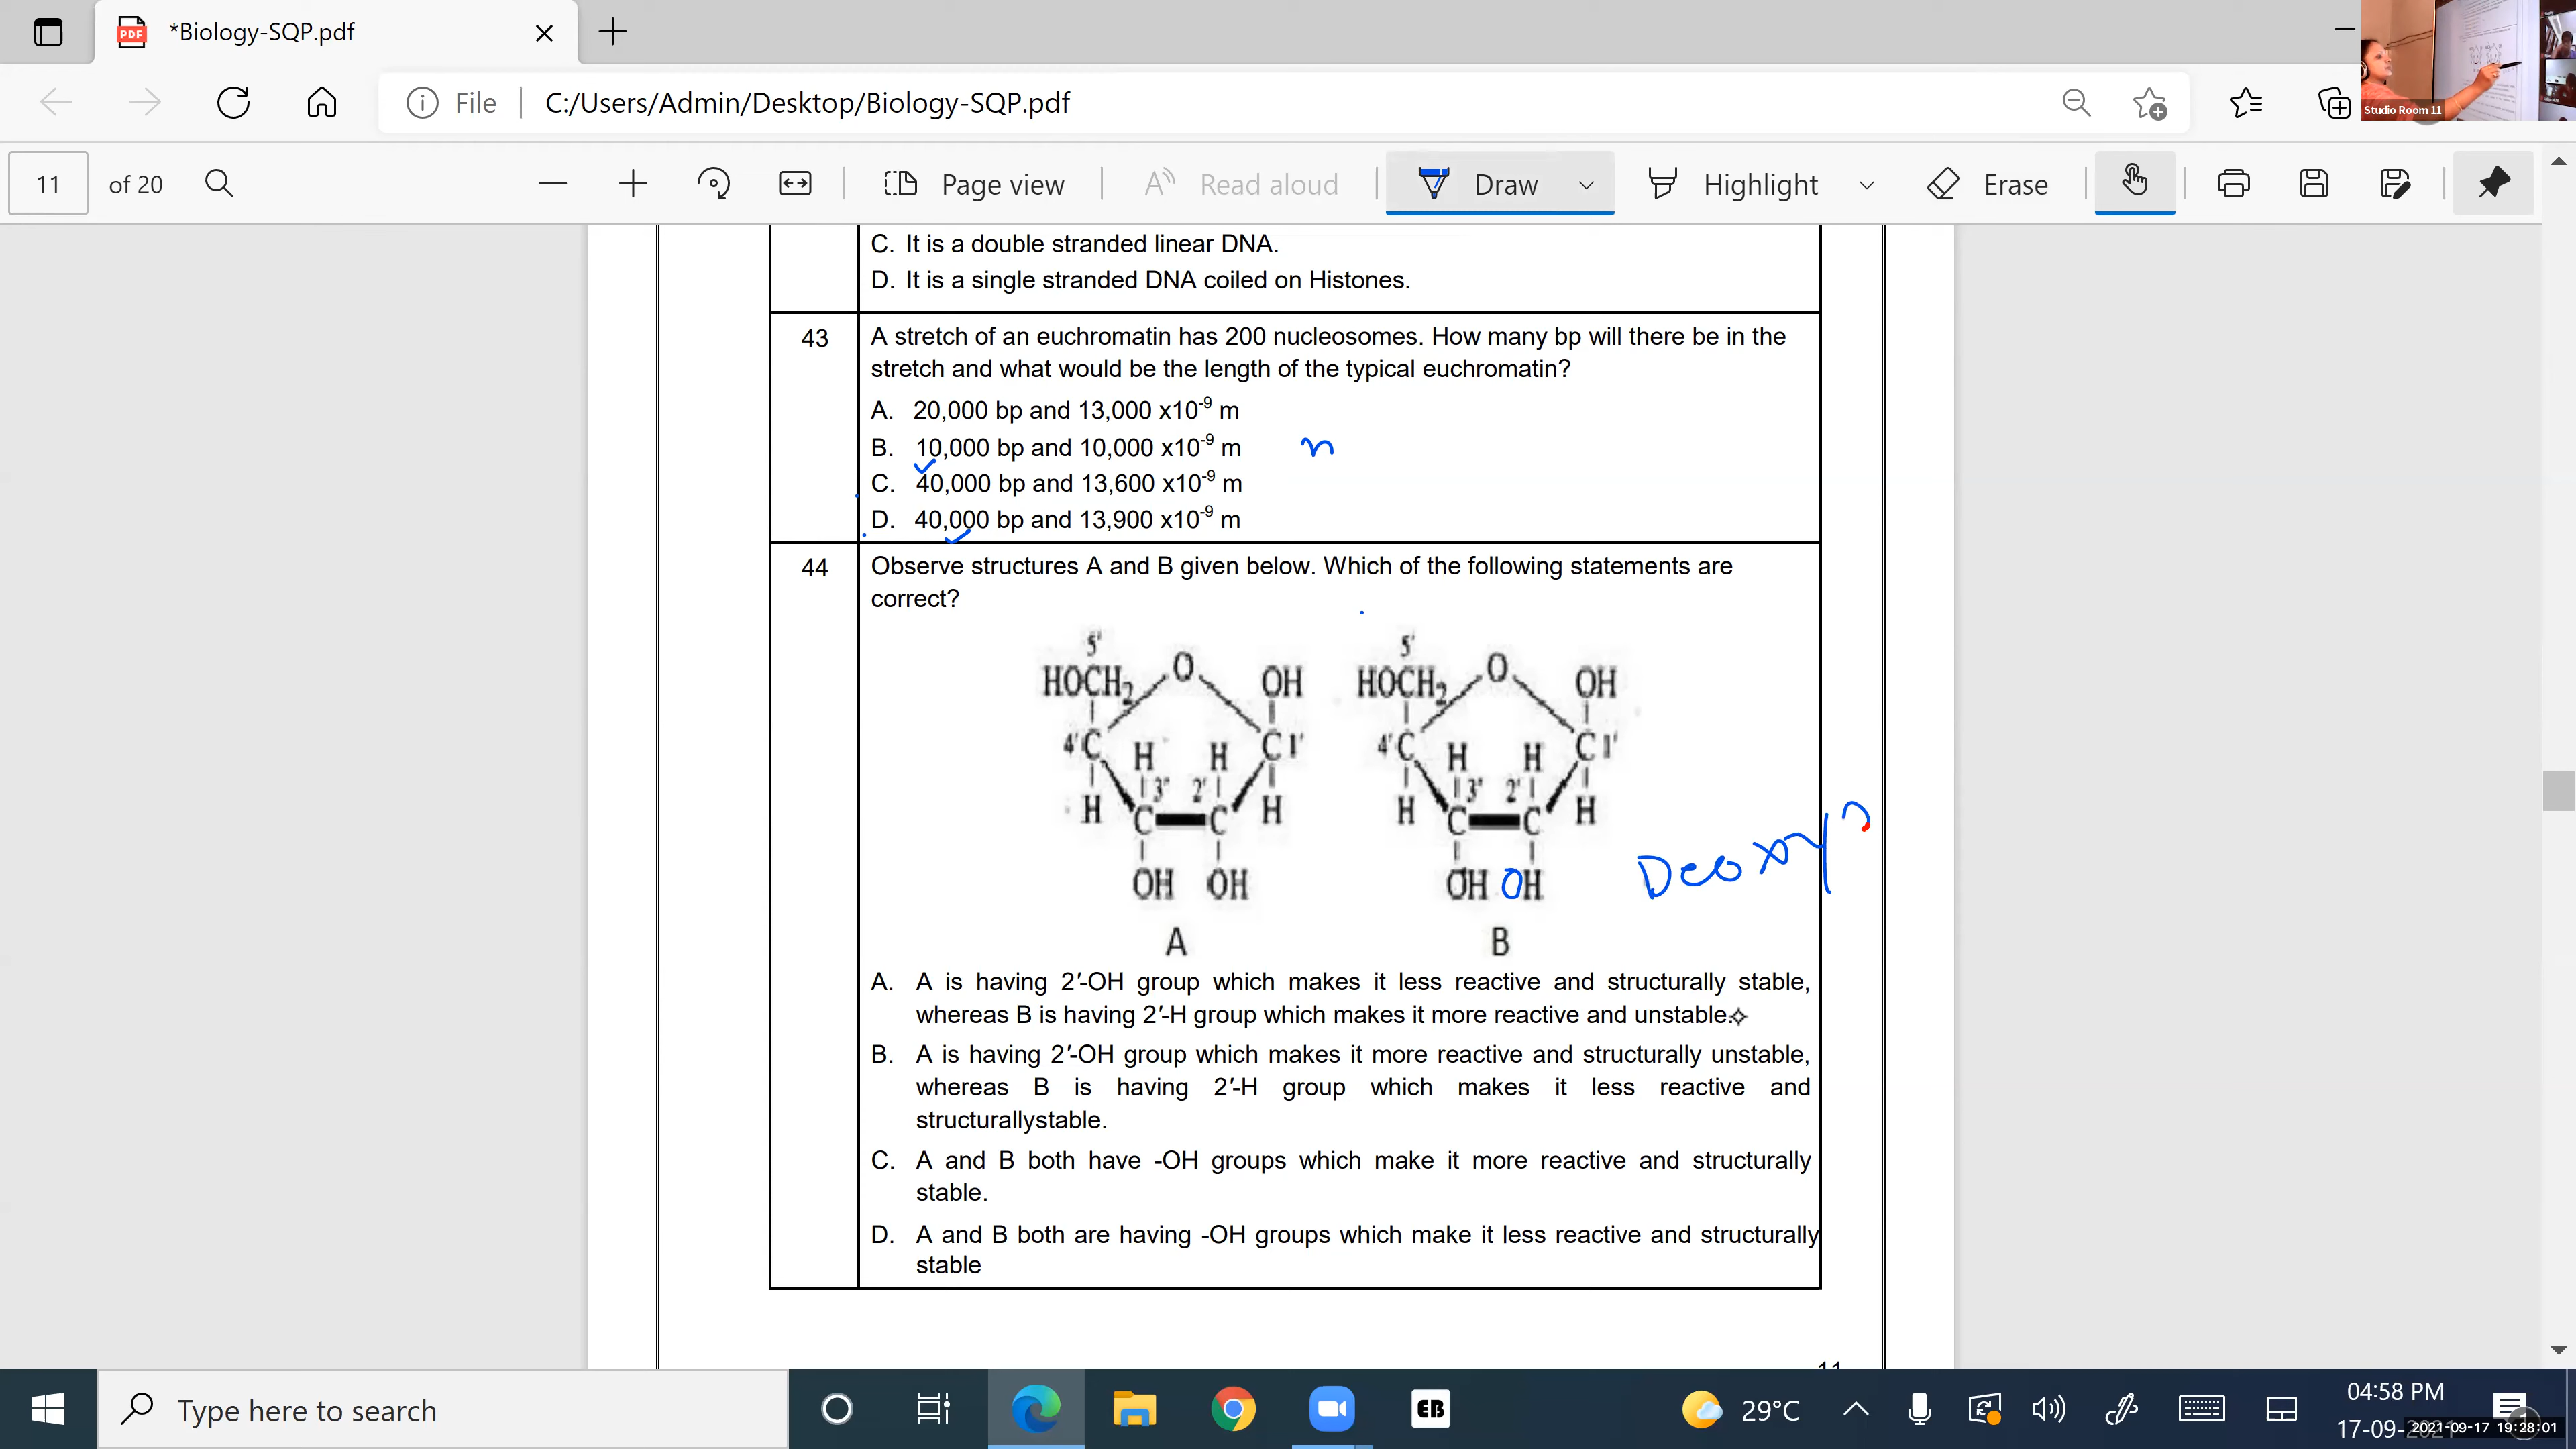 *Biology-SQP.pdf
File C:/Users/Admin/Desktop/Biology-SQP.pdf
Studio Room 11
11 of 20 Page view Read aloud Draw Highlight Erase
C. It is a double stranded linear DNA.
D. It is a single stranded DNA coiled on Histones.
43 A stretch of an euchromatin has 200 nucleosomes. How many bp will there be in the
stretch and what would be the length of the typical euchromatin?
A. 20,000 bp and 13,000 x10⁻⁹ m
B. 10,000 bp and 10,000 x10⁻⁹ m n
C. 40,000 bp and 13,600 x10⁻⁹ m
D. 40,000 bp and 13,900 x10⁻⁹ m
44 Observe structures A and B given below. Which of the following statements are
correct?
5' 5'
HOCH₂ O OH HOCH₂ O OH
4'C H H C1' 4'C H H C1'
H 3' 2' H H 3' 2' H
C C C C
OH OH OH OH Deoxy
A B
A. A is having 2′-OH group which makes it less reactive and structurally stable,
whereas B is having 2′-H group which makes it more reactive and unstable.
B. A is having 2′-OH group which makes it more reactive and structurally unstable,
whereas B is having 2′-H group which makes it less reactive and
structurallystable.
C. A and B both have -OH groups which make it more reactive and structurally
stable.
D. A and B both are having -OH groups which make it less reactive and structurally
stable
11
Type here to search EB 29°C 04:58 PM
17-09- 2021-09-17 19:28:01